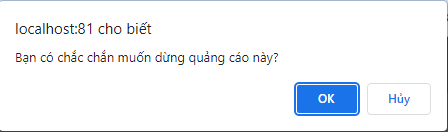 localhost:81 cho biết
Bạn có chắc chắn muốn dừng quảng cáo này?
OK
Hủy